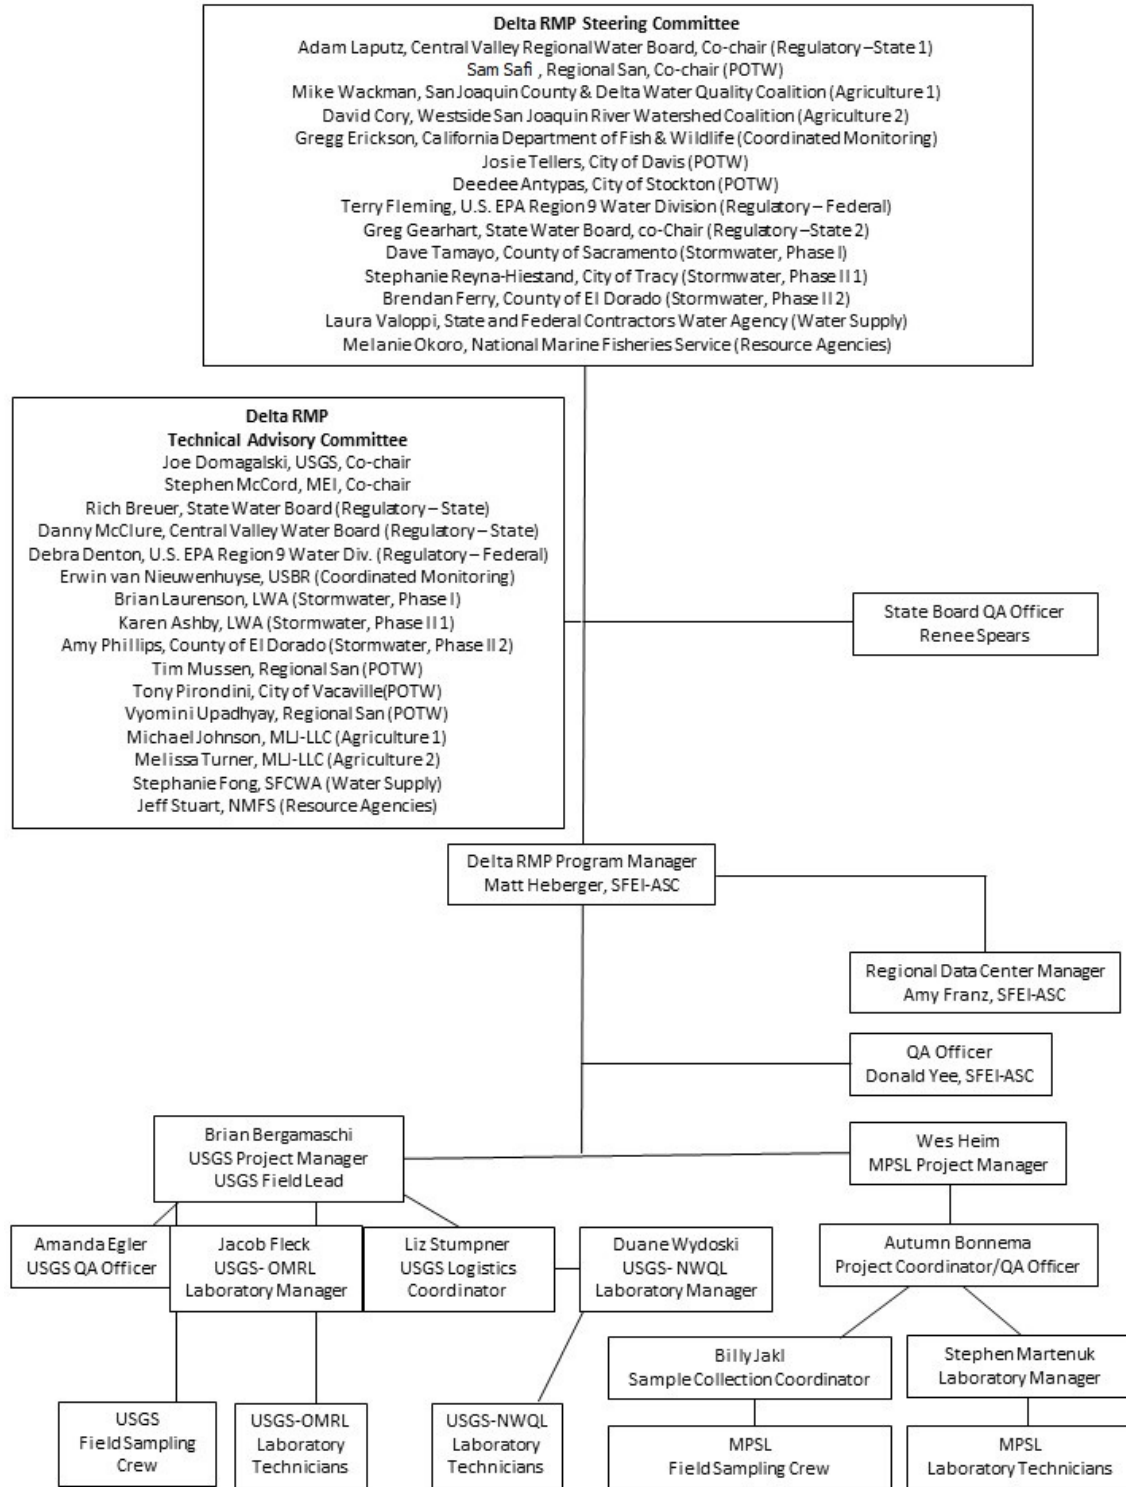 Delta RMP Steering Committee
Adam Laputz, Central Valley Regional Water Board, Co-chair (Regulatory –State 1)
Sam Safi , Regional San, Co-chair (POTW)
Mike Wackman, San Joaquin County & Delta Water Quality Coalition (Agriculture 1)
David Cory, Westside San Joaquin River Watershed Coalition (Agriculture 2)
Gregg Erickson, California Department of Fish & Wildlife (Coordinated Monitoring)
Josie Tellers, City of Davis (POTW)
Deedee Antypas, City of Stockton (POTW)
Terry Fleming, U.S. EPA Region 9 Water Division (Regulatory – Federal)
Greg Gearhart, State Water Board, co-Chair (Regulatory –State 2)
Dave Tamayo, County of Sacramento (Stormwater, Phase I)
Stephanie Reyna-Hiestand, City of Tracy (Stormwater, Phase II 1)
Brendan Ferry, County of El Dorado (Stormwater, Phase II 2)
Laura Valoppi, State and Federal Contractors Water Agency (Water Supply)
Melanie Okoro, National Marine Fisheries Service (Resource Agencies)
Delta RMP
Technical Advisory Committee
Joe Domagalski, USGS, Co-chair
Stephen McCord, MEI, Co-chair
Rich Breuer, State Water Board (Regulatory – State)
Danny McClure, Central Valley Water Board (Regulatory – State)
Debra Denton, U.S. EPA Region 9 Water Div. (Regulatory – Federal)
Erwin van Nieuwenhuyse, USBR (Coordinated Monitoring)
Brian Laurenson, LWA (Stormwater, Phase I)
Karen Ashby, LWA (Stormwater, Phase II 1)
Amy Phillips, County of El Dorado (Stormwater, Phase II 2)
Tim Mussen, Regional San (POTW)
Tony Pirondini, City of Vacaville(POTW)
Vyomini Upadhyay, Regional San (POTW)
Michael Johnson, MLJ-LLC (Agriculture 1)
Melissa Turner, MLJ-LLC (Agriculture 2)
Stephanie Fong, SFCWA (Water Supply)
Jeff Stuart, NMFS (Resource Agencies)
State Board QA Officer
Renee Spears
Delta RMP Program Manager
Matt Heberger, SFEI-ASC
Regional Data Center Manager
Amy Franz, SFEI-ASC
QA Officer
Donald Yee, SFEI-ASC
Brian Bergamaschi
USGS Project Manager
USGS Field Lead
Wes Heim
MPSL Project Manager
Amanda Egler
USGS QA Officer
Jacob Fleck
USGS- OMRL
Laboratory Manager
Liz Stumpner
USGS Logistics
Coordinator
Duane Wydoski
USGS- NWQL
Laboratory Manager
Autumn Bonnema
Project Coordinator/QA Officer
Billy Jakl
Sample Collection Coordinator
Stephen Martenuk
Laboratory Manager
USGS
Field Sampling
Crew
USGS-OMRL
Laboratory
Technicians
USGS-NWQL
Laboratory
Technicians
MPSL
Field Sampling Crew
MPSL
Laboratory Technicians